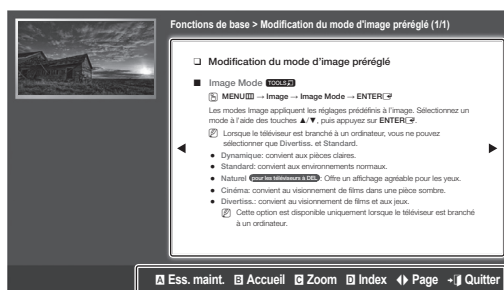 Fonctions de base > Modification du mode d'image préréglé (1/1)
❏ Modification du mode d'image préréglé
■ Image Mode TOOLS
MENU → Image → Image Mode → ENTER
Les modes Image appliquent les réglages prédéfinis à l'image. Sélectionnez un
mode à l'aide des touches ▲/▼, puis appuyez sur ENTER.
Lorsque le téléviseur est branché à un ordinateur, vous ne pouvez
sélectionner que Divertiss. et Standard.
● Dynamique: convient aux pièces claires.
● Standard: convient aux environnements normaux.
● Naturel pour les téléviseurs à DEL: Offre un affichage agréable pour les yeux.
● Cinéma: convient au visionnement de films dans une pièce sombre.
● Divertiss.: convient au visionnement de films et aux jeux.
Cette option est disponible uniquement lorsque le téléviseur est branché
à un ordinateur.
◀ ▶
A Ess. maint. B Accueil C Zoom D Index ◀▶ Page Quitter